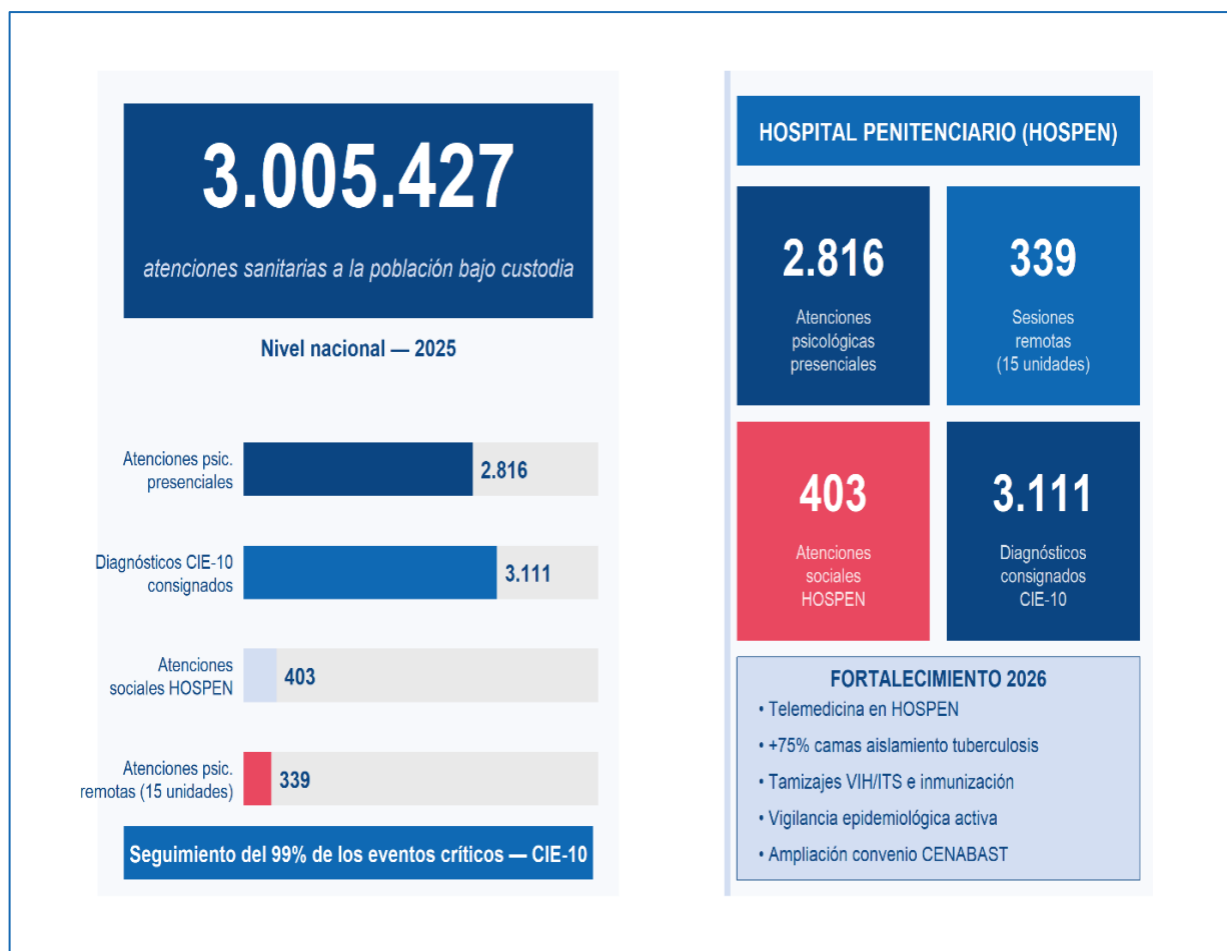 3.005.427
atenciones sanitarias a la población bajo custodia
Nivel nacional — 2025
Atenciones psic.
presenciales
2.816
Diagnósticos CIE-10
consignados
3.111
Atenciones
sociales HOSPEN
403
Atenciones psic.
remotas (15 unidades)
339
Seguimiento del 99% de los eventos críticos — CIE-10
HOSPITAL PENITENCIARIO (HOSPEN)
2.816
Atenciones
psicológicas
presenciales
339
Sesiones
remotas
(15 unidades)
403
Atenciones
sociales
HOSPEN
3.111
Diagnósticos
consignados
CIE-10
FORTALECIMIENTO 2026
• Telemedicina en HOSPEN
• +75% camas aislamiento tuberculosis
• Tamizajes VIH/ITS e inmunización
• Vigilancia epidemiológica activa
• Ampliación convenio CENABAST